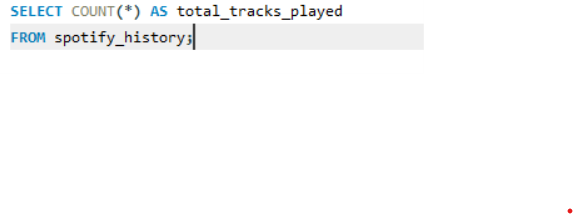 SELECT COUNT(*) AS total_tracks_played
FROM spotify_history;